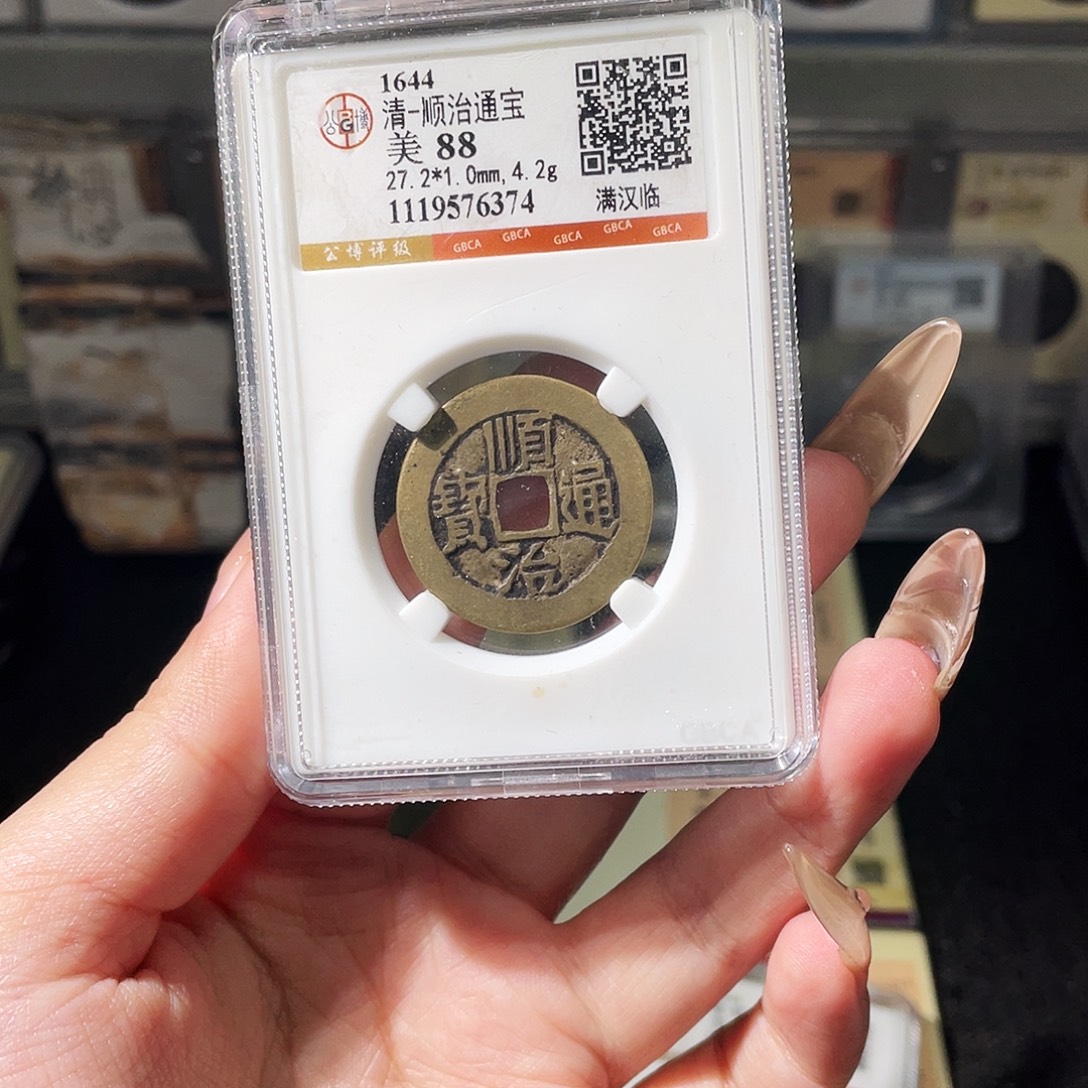 1644
清-顺治通宝
美 88
27.2*1.0mm, 4.2g
1119576374
满汉临
公博评级 GBCA GBCA GBCA GBCA GBCA
順
寶 通
治
GBCA